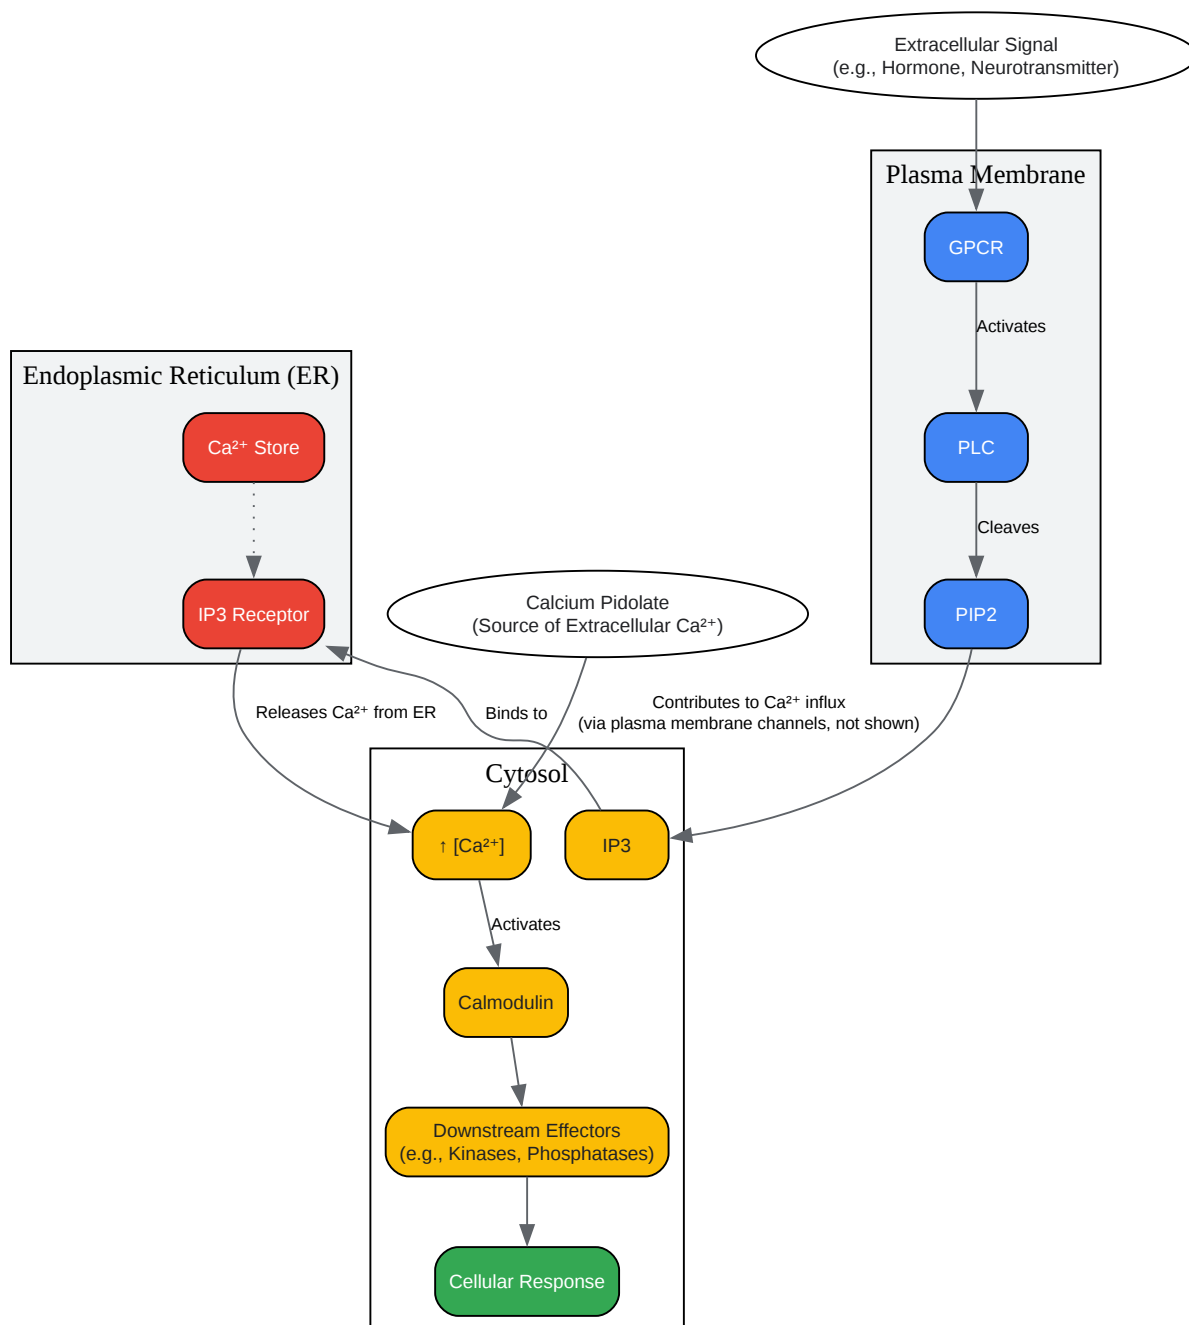 Extracellular Signal
(e.g., Hormone, Neurotransmitter)
Plasma Membrane
GPCR
Activates
Endoplasmic Reticulum (ER)
Ca²⁺ Store
PLC
Cleaves
IP3 Receptor
Calcium Pidolate
(Source of Extracellular Ca²⁺)
PIP2
Releases Ca²⁺ from ER
Binds to
Contributes to Ca²⁺ influx
(via plasma membrane channels, not shown)
Cytosol
↑ [Ca²⁺]
IP3
Activates
Calmodulin
Downstream Effectors
(e.g., Kinases, Phosphatases)
Cellular Response